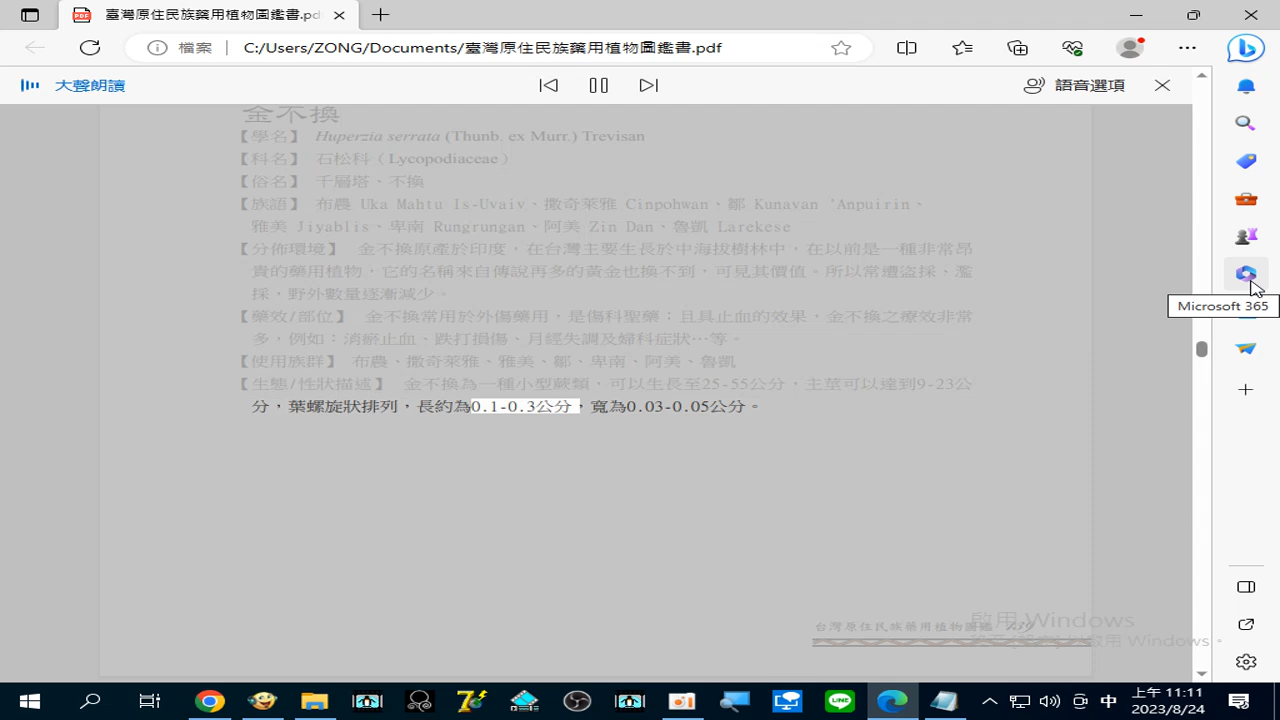 臺灣原住民族藥用植物圖鑑書.pd
檔案
C:/Users/ZONG/Documents/臺灣原住民族藥用植物圖鑑書.pdf
大聲朗讀
語音選項
金不換
【學名】 Huperzia serrata (Thunb. ex Murr.) Trevisan
【科名】 石松科（Lycopodiaceae）
【俗名】 千層塔、不換
【族語】 布農 Uka Mahtu Is-Uvaiv、撒奇萊雅 Cinpohwan、鄒 Kunavan 'Anpuirin、
雅美 Jiyablis、卑南 Rungrungan、阿美 Zin Dan、魯凱 Larekese
【分佈環境】 金不換原產於印度，在台灣主要生長於中海拔樹林中，在以前是一種非常昂
貴的藥用植物，它的名稱來自傳說再多的黃金也換不到，可見其價值。所以常遭盜採、濫
採，野外數量逐漸減少。
【藥效/部位】 金不換常用於外傷藥用，是傷科聖藥；且具止血的效果，金不換之療效非常
多，例如：消瘀止血、跌打損傷、月經失調及婦科症狀…等。
【使用族群】 布農、撒奇萊雅、雅美、鄒、卑南、阿美、魯凱
【生態/性狀描述】 金不換為一種小型蕨類，可以生長至25-55公分，主莖可以達到9-23公
分，葉螺旋狀排列，長約為0.1-0.3公分，寬為0.03-0.05公分。
Microsoft 365
台灣原住民族藥用植物圖鑑
啟用 Windows
Windows。
中
上午 11:11
2023/8/24